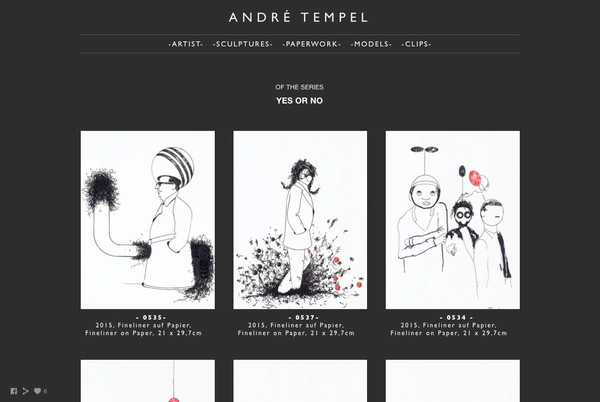 ANDRÉ TEMPEL
-ARTIST- -SCULPTURES- -PAPERWORK- -MODELS- -CLIPS-
OF THE SERIES
YES OR NO
- 0535-
2015, Fineliner auf Papier,
Fineliner on Paper, 21 x 29,7cm
- 0537-
2015, Fineliner auf Papier,
Fineliner on Paper, 21 x 29,7cm
- 0534 -
2015, Fineliner auf Papier,
Fineliner on Paper, 21 x 29,7cm
6